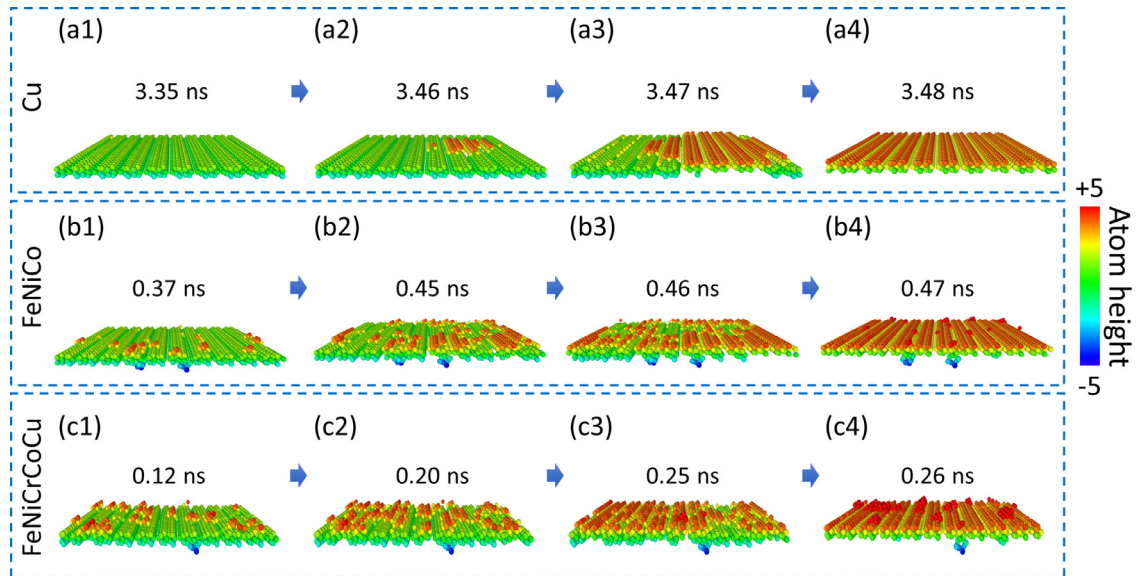 (a1) (a2) (a3) (a4)
Cu
3.35 ns 3.46 ns 3.47 ns 3.48 ns
(b1) (b2) (b3) (b4)
FeNiCo
0.37 ns 0.45 ns 0.46 ns 0.47 ns
(c1) (c2) (c3) (c4)
FeNiCrCoCu
0.12 ns 0.20 ns 0.25 ns 0.26 ns
+5
Atom height
-5